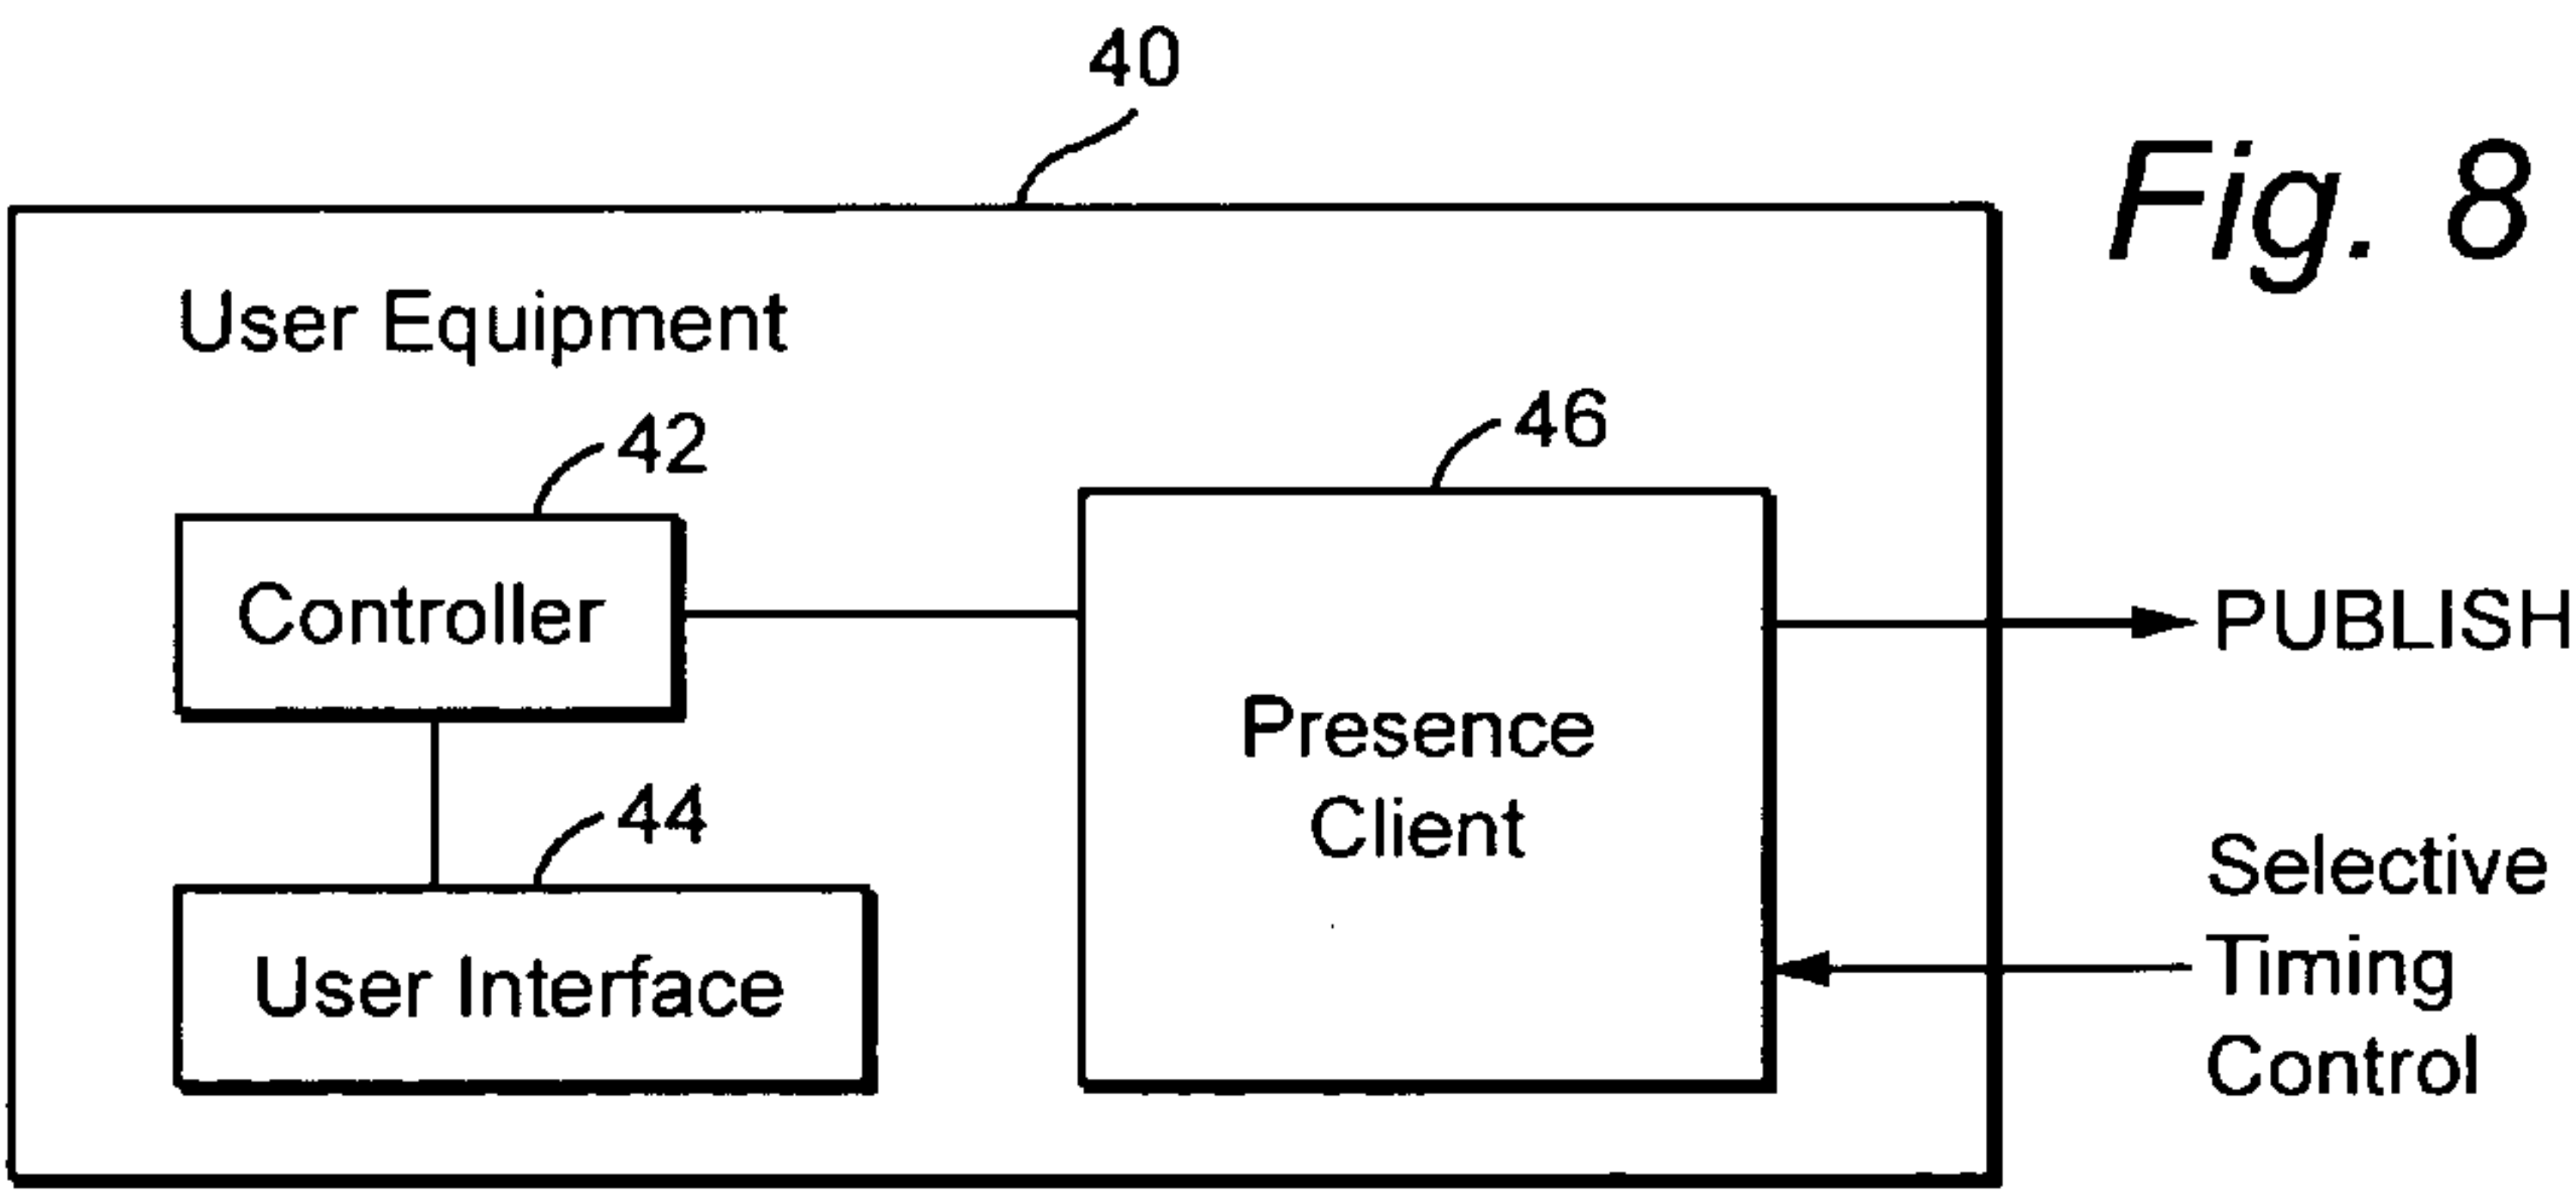 40
Fig. 8
User Equipment
42
46
Controller
PUBLISH
Presence
Client
44
User Interface
Selective
Timing
Control